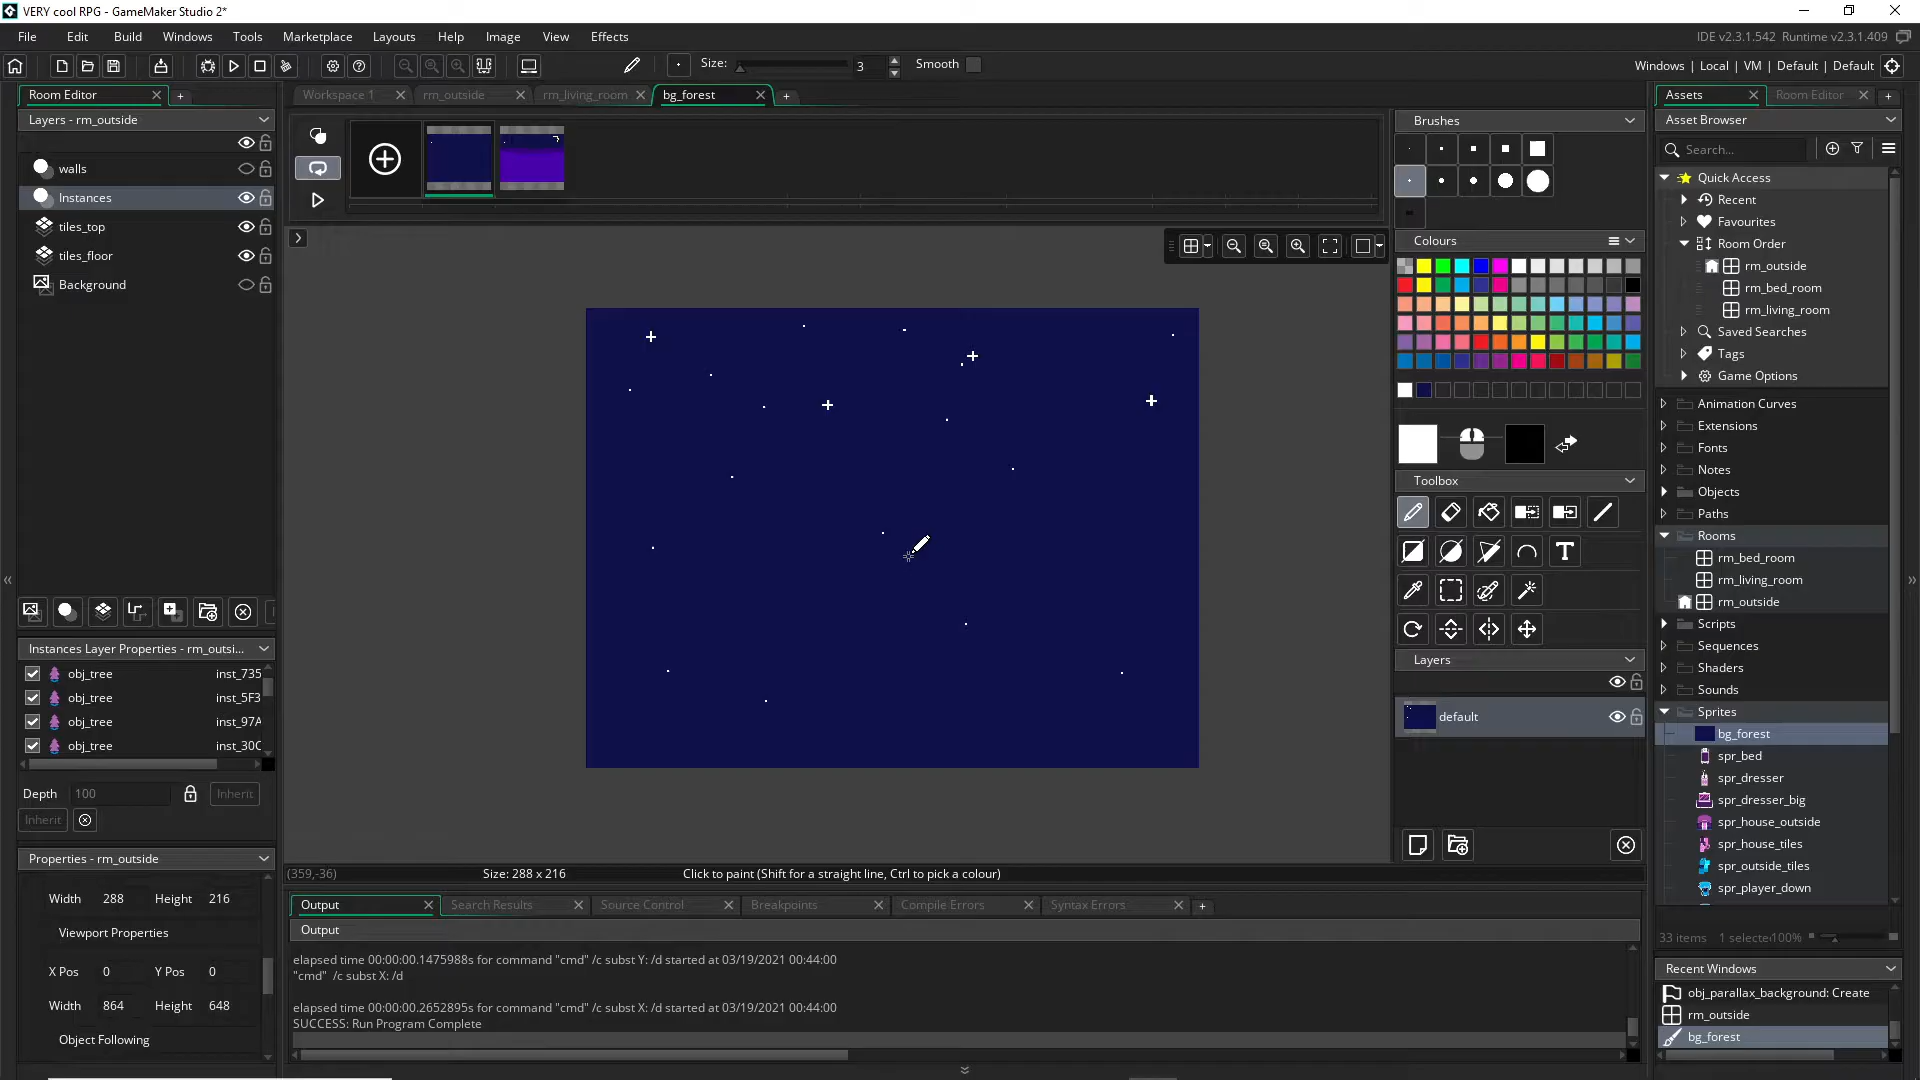 VERY cool RPG - GameMaker Studio 2*
File Edit Build Windows Tools Marketplace Layouts Help Image View Effects
IDE v2.3.1.542 Runtime v2.3.1.409
Size: 3 Smooth
Windows | Local | VM | Default | Default
Room Editor
Workspace 1 rm_outside rm_living_room bg_forest
Assets Room Editor
Layers - rm_outside
walls
Instances
tiles_top
tiles_floor
Background
Instances Layer Properties - rm_outsi...
obj_tree inst_735
obj_tree inst_5F3
obj_tree inst_97A
obj_tree inst_30C
Depth 100 Inherit
Inherit
Properties - rm_outside
Width 288 Height 216
Viewport Properties
X Pos 0 Y Pos 0
Width 864 Height 648
Object Following
(359,-36) Size: 288 x 216 Click to paint (Shift for a straight line, Ctrl to pick a colour)
Output Search Results Source Control Breakpoints Compile Errors Syntax Errors
Output
elapsed time 00:00:00.1475988s for command "cmd" /c subst Y: /d started at 03/19/2021 00:44:00
"cmd" /c subst X: /d
elapsed time 00:00:00.2652895s for command "cmd" /c subst X: /d started at 03/19/2021 00:44:00
SUCCESS: Run Program Complete
Brushes
Colours
Toolbox
T
Layers
default
Asset Browser
Search...
Quick Access
Recent
Favourites
Room Order
rm_outside
rm_bed_room
rm_living_room
Saved Searches
Tags
Game Options
Animation Curves
Extensions
Fonts
Notes
Objects
Paths
Rooms
rm_bed_room
rm_living_room
rm_outside
Scripts
Sequences
Shaders
Sounds
Sprites
bg_forest
spr_bed
spr_dresser
spr_dresser_big
spr_house_outside
spr_house_tiles
spr_outside_tiles
spr_player_down
33 items 1 selected 100%
Recent Windows
obj_parallax_background: Create
rm_outside
bg_forest